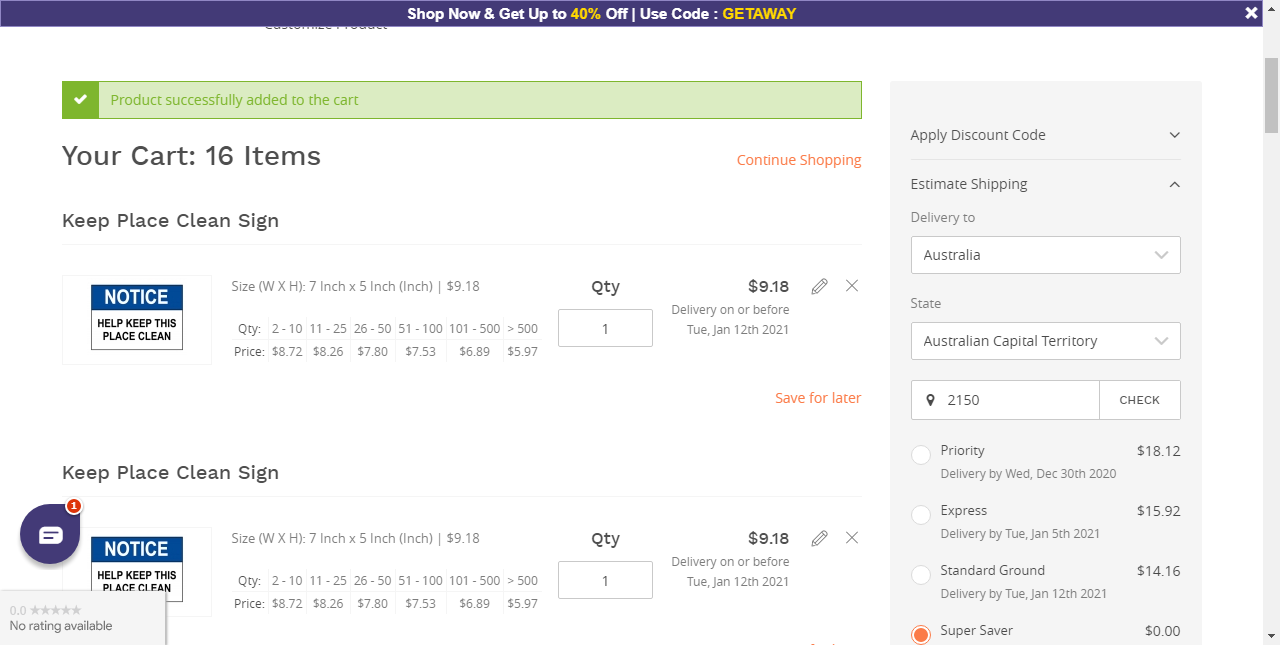 Shop Now & Get Up to 40% Off | Use Code : GETAWAY
Customize Product
Product successfully added to the cart
Your Cart: 16 Items
Continue Shopping
Keep Place Clean Sign
NOTICE
HELP KEEP THIS
PLACE CLEAN
Size (W X H): 7 Inch x 5 Inch (Inch) | $9.18
Qty: 2 - 10 11 - 25 26 - 50 51 - 100 101 - 500 > 500
Price: $8.72 $8.26 $7.80 $7.53 $6.89 $5.97
Qty
1
$9.18
Delivery on or before
Tue, Jan 12th 2021
Save for later
Keep Place Clean Sign
NOTICE
HELP KEEP THIS
PLACE CLEAN
Size (W X H): 7 Inch x 5 Inch (Inch) | $9.18
Qty: 2 - 10 11 - 25 26 - 50 51 - 100 101 - 500 > 500
Price: $8.72 $8.26 $7.80 $7.53 $6.89 $5.97
Qty
1
$9.18
Delivery on or before
Tue, Jan 12th 2021
1
0.0
No rating available
Apply Discount Code
Estimate Shipping
Delivery to
Australia
State
Australian Capital Territory
2150
CHECK
Priority $18.12
Delivery by Wed, Dec 30th 2020
Express $15.92
Delivery by Tue, Jan 5th 2021
Standard Ground $14.16
Delivery by Tue, Jan 12th 2021
Super Saver $0.00